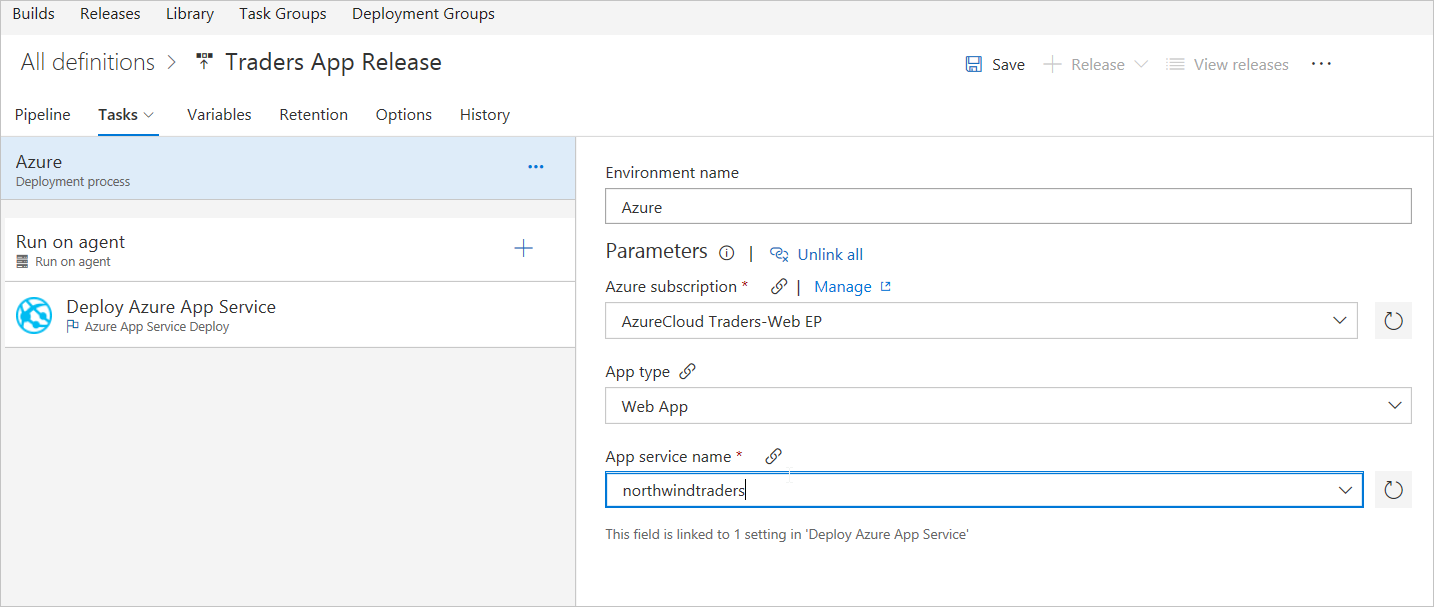 Builds Releases Library Task Groups Deployment Groups
All definitions > Traders App Release
Save Release View releases ...
Pipeline Tasks Variables Retention Options History
Azure
Deployment process
...
Run on agent
Run on agent
Deploy Azure App Service
Azure App Service Deploy
Environment name
Azure
Parameters | Unlink all
Azure subscription * | Manage
AzureCloud Traders-Web EP
App type
Web App
App service name *
northwindtraders
This field is linked to 1 setting in 'Deploy Azure App Service'